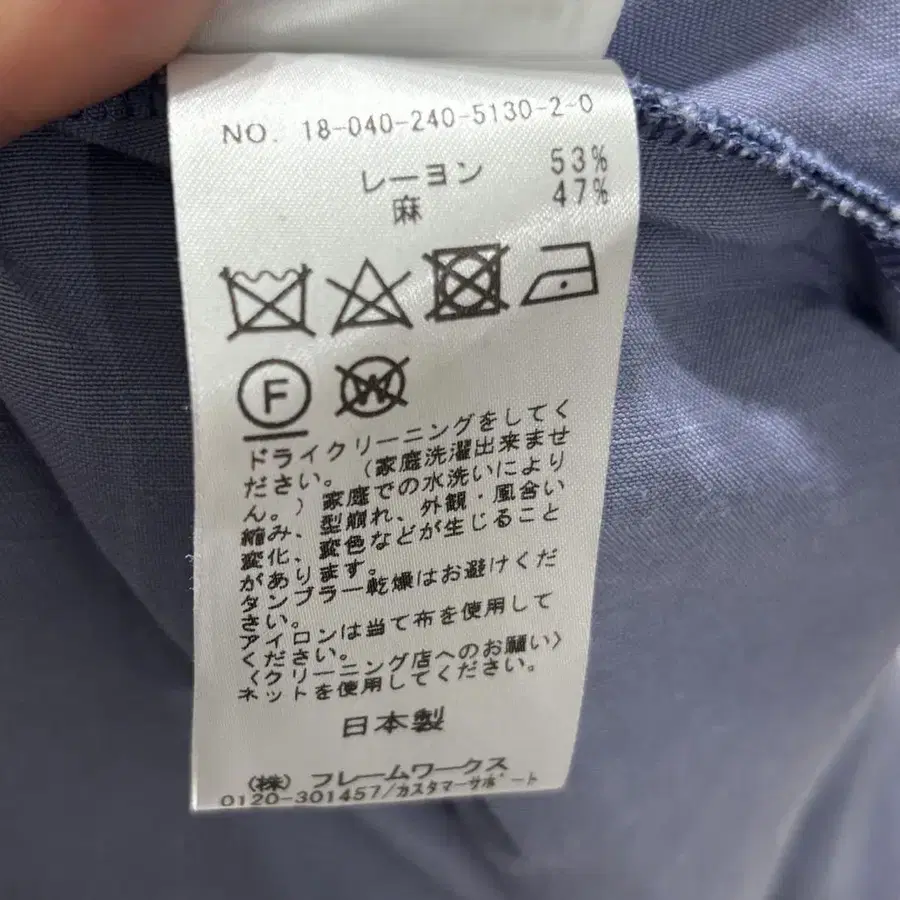 NO. 18-040-240-5130-2-0
レーヨン 53%
麻 47%
F
W
ドライクリーニングをしてく
ださい。（家庭洗濯出来ませ
ん。）家庭での水洗いにより
縮み、型崩れ、外観・風合い
変化、変色などが生じること
があります。
タンブラー乾燥はお避けくだ
さい。
アイロンは当て布を使用して
ください。
〈クリーニング店へのお願い〉
ネットを使用してください。
日本製
（株）フレームワークス
0120-301457/カスタマーサポート